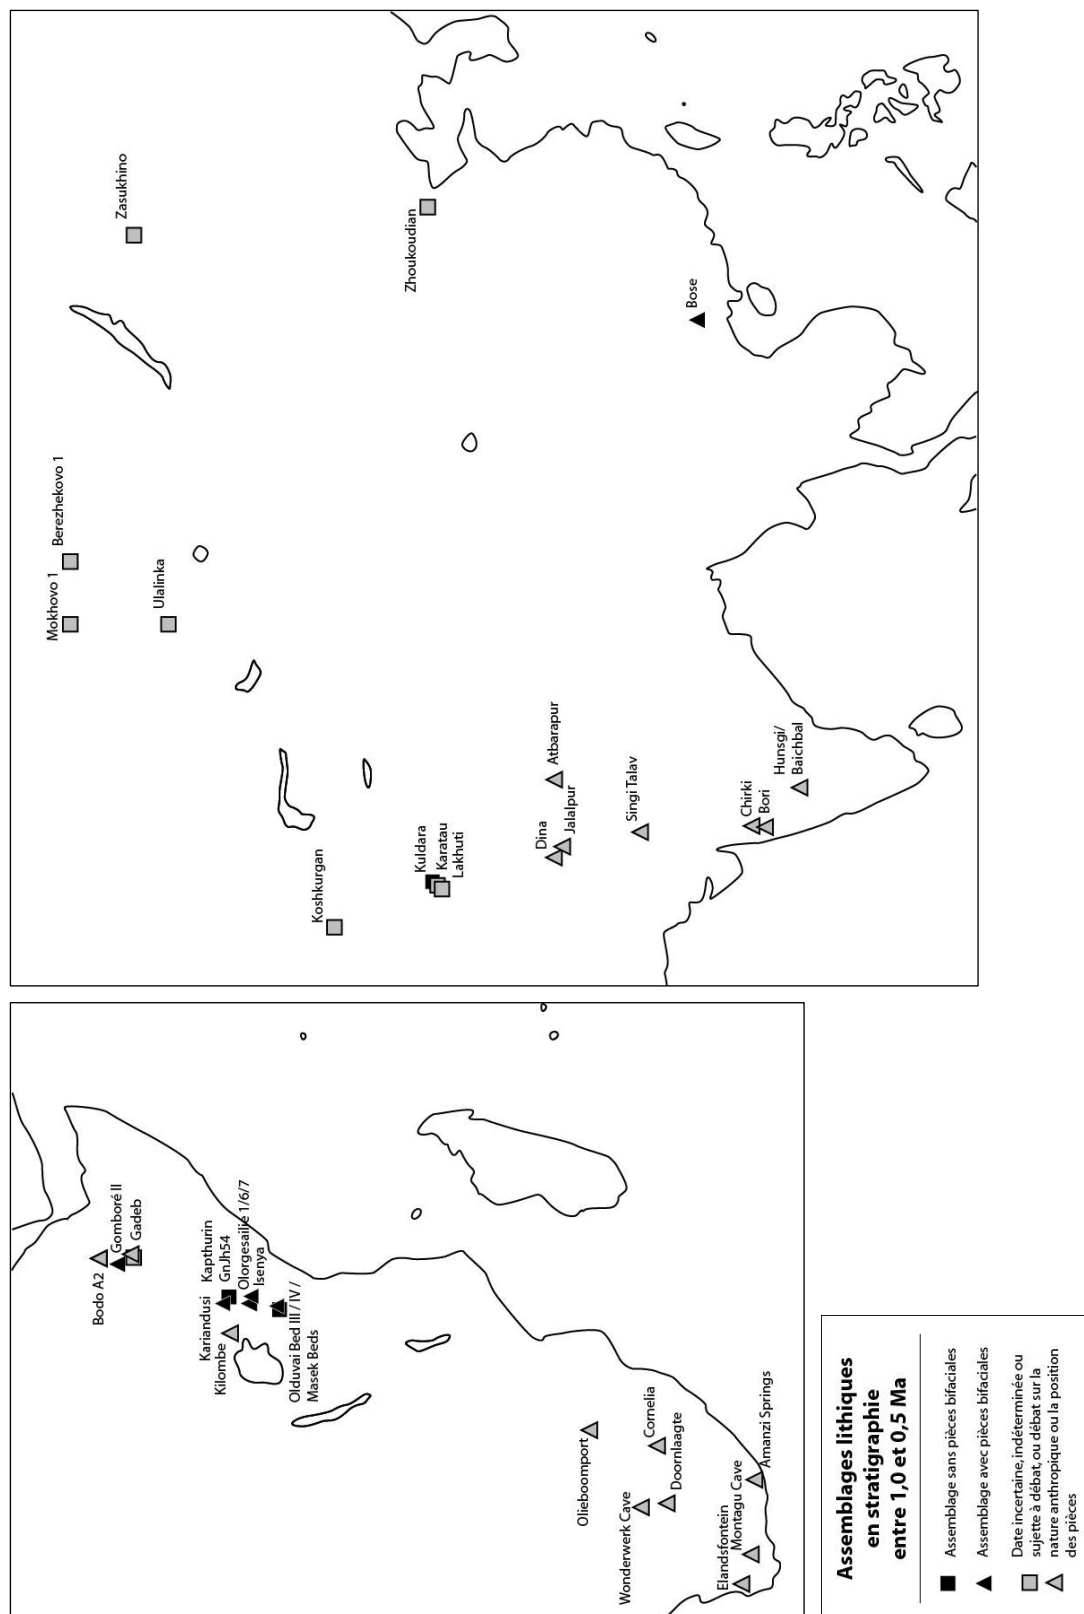 Bodo A2
Gomboré II
Gadeb
Kariandusi
Kapthurin
GnJh54
Kilombe
Olorgesailie 1/6/7
Isenya
Olduvai Bed III / IV /
Masek Beds
Olieboomport
Wonderwerk Cave
Cornelia
Doornlaagte
Elandsfontein
Montagu Cave
Amanzi Springs
Mokhovo 1
Berezhekovo 1
Zasukhino
Ulalinka
Koshkurgan
Kuldara
Karatau
Lakhuti
Zhoukoudian
Dina
Jalalpur
Atbarapur
Singi Talav
Bose
Chirki
Bori
Hunsgi/
Baichbal
Assemblages lithiques
en stratigraphie
entre 1,0 et 0,5 Ma
Assemblage sans pièces bifaciales
Assemblage avec pièces bifaciales
Date incertaine, indéterminée ou
sujette à débat, ou débat sur la
nature anthropique ou la position
des pièces